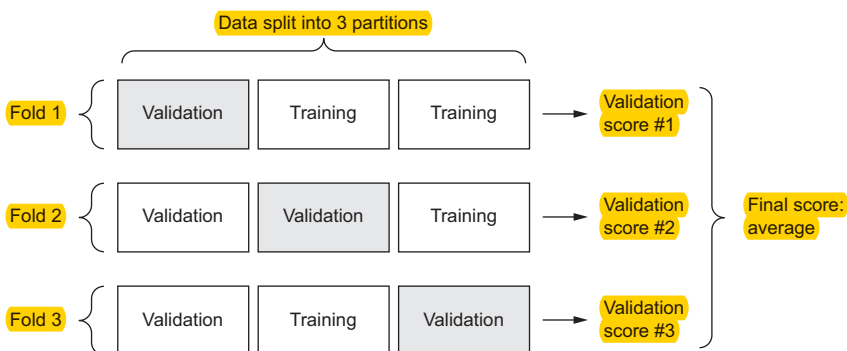 Data split into 3 partitions
Fold 1
Validation
Training
Training
Validation
score #1
Fold 2
Validation
Validation
Training
Validation
score #2
Final score:
average
Fold 3
Validation
Training
Validation
Validation
score #3